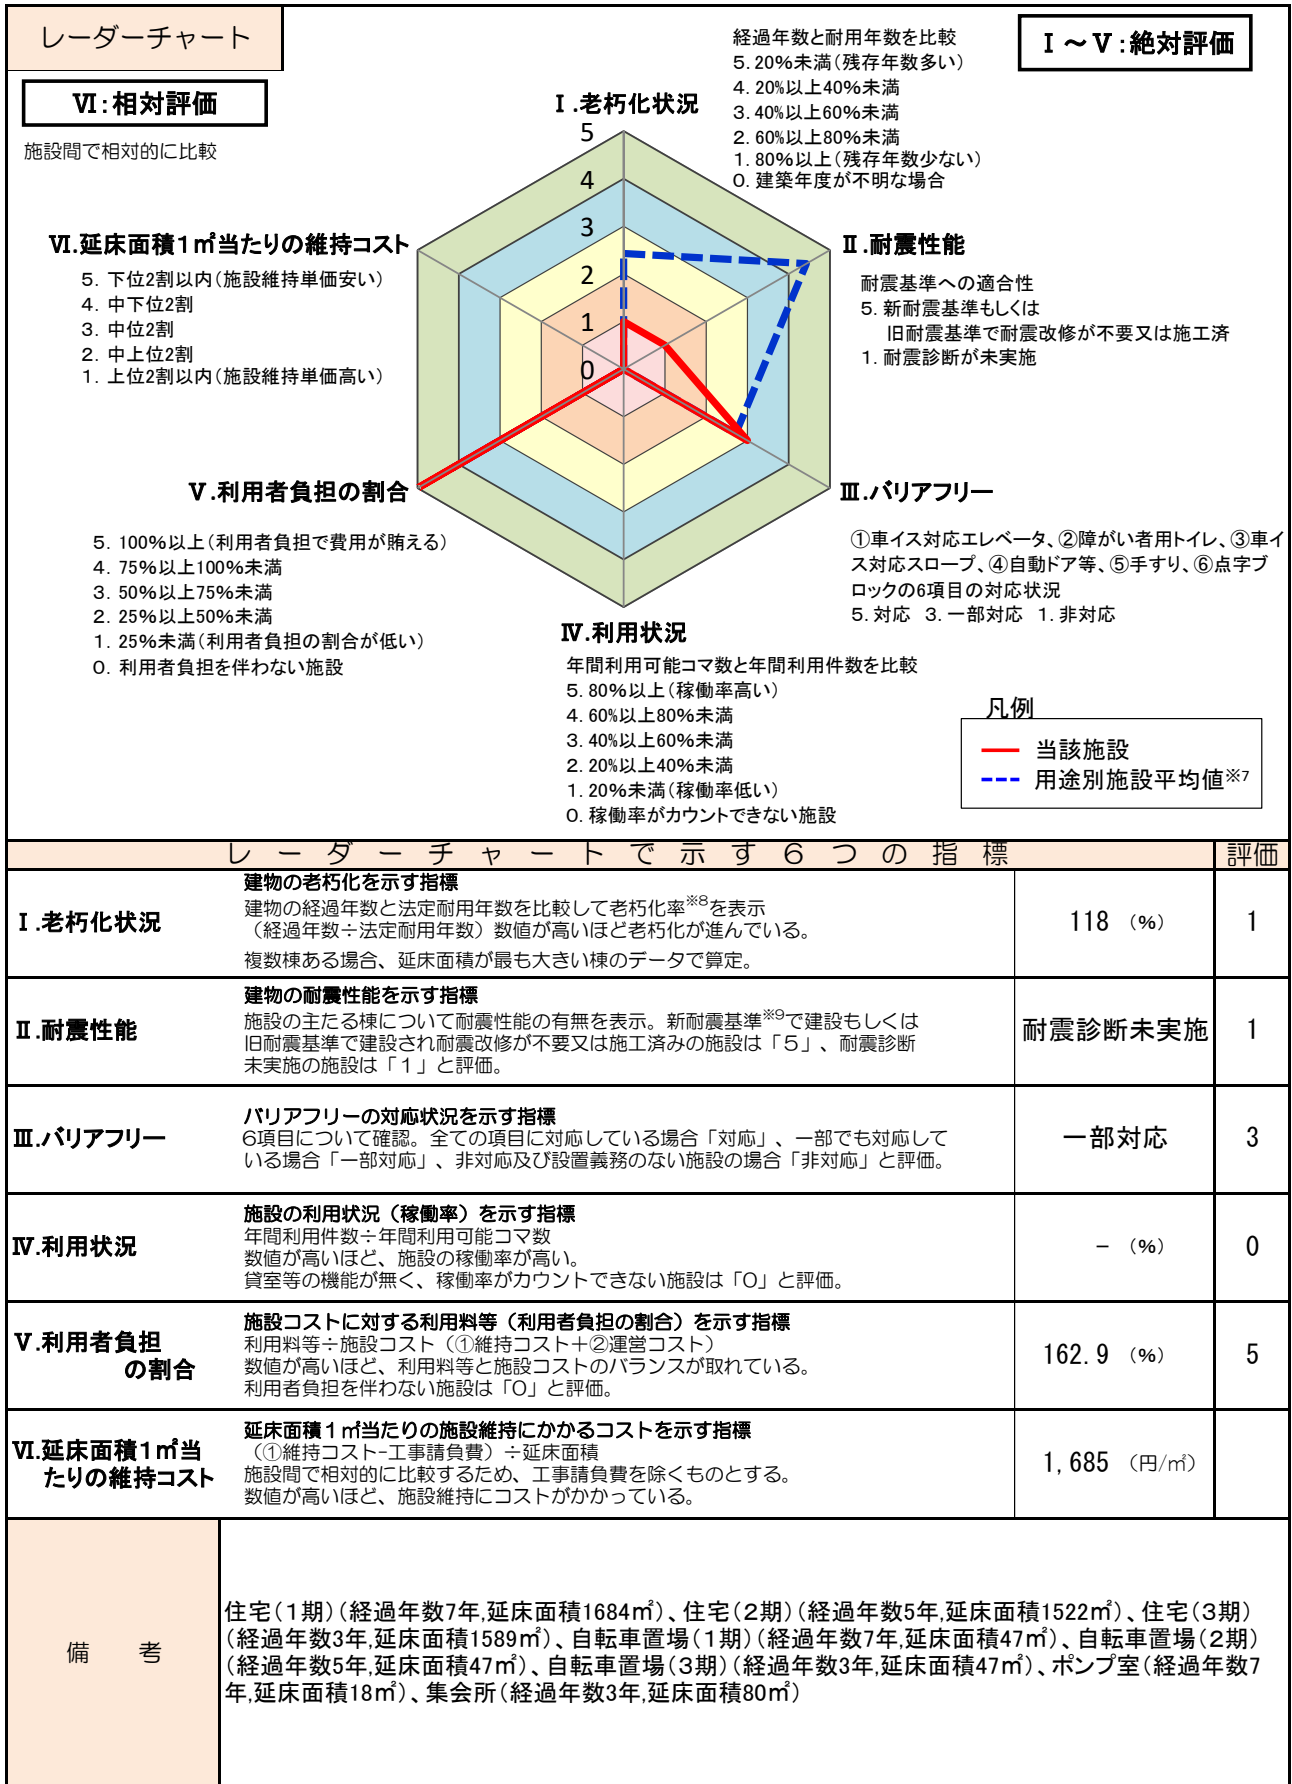 レーダーチャート
Ⅰ～Ⅴ:絶対評価
Ⅵ:相対評価
施設間で相対的に比較
経過年数と耐用年数を比較
5.20%未満(残存年数多い)
4.20%以上40%未満
3.40%以上60%未満
2.60%以上80%未満
1.80%以上(残存年数少ない)
0.建築年度が不明な場合
Ⅰ.老朽化状況
5
4
3
2
1
0
Ⅱ.耐震性能
耐震基準への適合性
5.新耐震基準もしくは
旧耐震基準で耐震改修が不要又は施工済
1.耐震診断が未実施
Ⅵ.延床面積1㎡当たりの維持コスト
5.下位2割以内(施設維持単価安い)
4.中下位2割
3.中位2割
2.中上位2割
1.上位2割以内(施設維持単価高い)
Ⅲ.バリアフリー
①車イス対応エレベータ、②障がい者用トイレ、③車イ
ス対応スロープ、④自動ドア等、⑤手すり、⑥点字ブ
ロックの6項目の対応状況
5.対応 3.一部対応 1.非対応
Ⅴ.利用者負担の割合
5.100%以上(利用者負担で費用が賄える)
4.75%以上100%未満
3.50%以上75%未満
2.25%以上50%未満
1.25%未満(利用者負担の割合が低い)
0.利用者負担を伴わない施設
Ⅳ.利用状況
年間利用可能コマ数と年間利用件数を比較
5.80%以上(稼働率高い)
4.60%以上80%未満
3.40%以上60%未満
2.20%以上40%未満
1.20%未満(稼働率低い)
0.稼働率がカウントできない施設
凡例
当該施設
用途別施設平均値※7
レーダーチャートで示す6つの指標 評価
Ⅰ.老朽化状況
建物の老朽化を示す指標
建物の経過年数と法定耐用年数を比較して老朽化率※8を表示
(経過年数÷法定耐用年数)数値が高いほど老朽化が進んでいる。
複数棟ある場合、延床面積が最も大きい棟のデータで算定。
118 (%) 1
Ⅱ.耐震性能
建物の耐震性能を示す指標
施設の主たる棟について耐震性能の有無を表示。新耐震基準※9で建設もしくは
旧耐震基準で建設され耐震改修が不要又は施工済みの施設は「5」、耐震診断
未実施の施設は「1」と評価。
耐震診断未実施 1
Ⅲ.バリアフリー
バリアフリーの対応状況を示す指標
6項目について確認。全ての項目に対応している場合「対応」、一部でも対応して
いる場合「一部対応」、非対応及び設置義務のない施設の場合「非対応」と評価。
一部対応 3
Ⅳ.利用状況
施設の利用状況(稼働率)を示す指標
年間利用件数÷年間利用可能コマ数
数値が高いほど、施設の稼働率が高い。
貸室等の機能が無く、稼働率がカウントできない施設は「0」と評価。
- (%) 0
Ⅴ.利用者負担
の割合
施設コストに対する利用料等(利用者負担の割合)を示す指標
利用料等÷施設コスト(①維持コスト+②運営コスト)
数値が高いほど、利用料等と施設コストのバランスが取れている。
利用者負担を伴わない施設は「0」と評価。
162.9 (%) 5
Ⅵ.延床面積1㎡当
たりの維持コスト
延床面積1㎡当たりの施設維持にかかるコストを示す指標
(①維持コスト-工事請負費)÷延床面積
施設間で相対的に比較するため、工事請負費を除くものとする。
数値が高いほど、施設維持にコストがかかっている。
1,685 (円/㎡)
備 考
住宅(1期)(経過年数7年,延床面積1684㎡)、住宅(2期)(経過年数5年,延床面積1522㎡)、住宅(3期)
(経過年数3年,延床面積1589㎡)、自転車置場(1期)(経過年数7年,延床面積47㎡)、自転車置場(2期)
(経過年数5年,延床面積47㎡)、自転車置場(3期)(経過年数3年,延床面積47㎡)、ポンプ室(経過年数7
年,延床面積18㎡)、集会所(経過年数3年,延床面積80㎡)